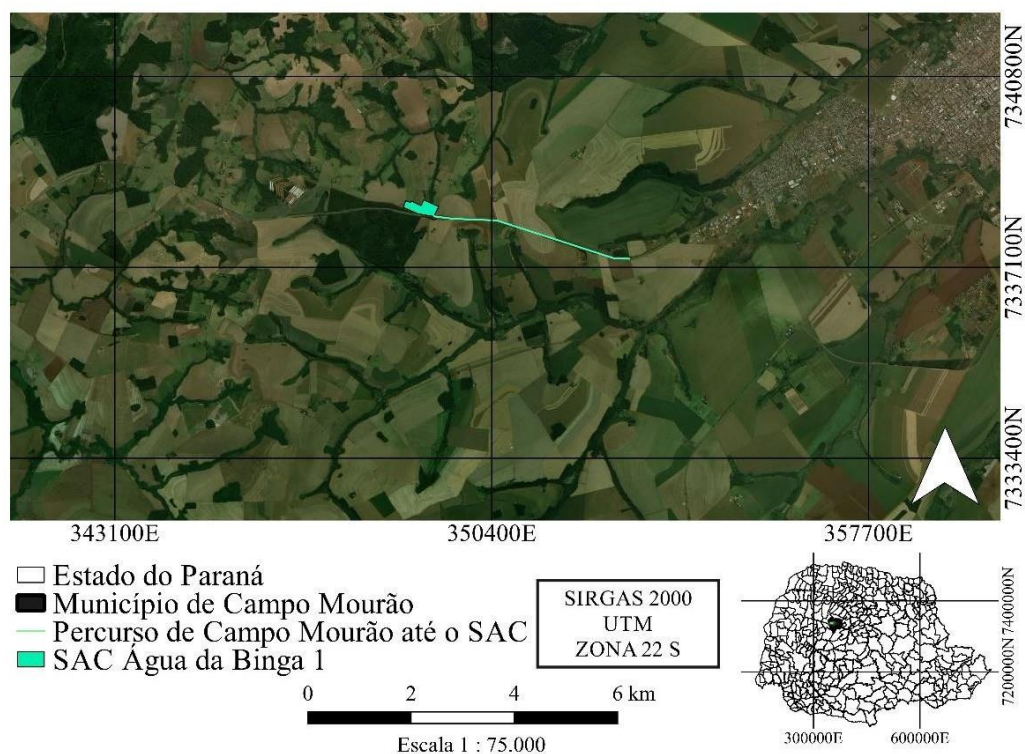 7340800N
7337100N
7333400N
343100E
350400E
357700E
Estado do Paraná
Município de Campo Mourão
Percurso de Campo Mourão até o SAC
SAC Água da Binga 1
SIRGAS 2000
UTM
ZONA 22 S
0
2
4
6 km
Escala 1 : 75.000
7400000N
7200000N
300000E
600000E